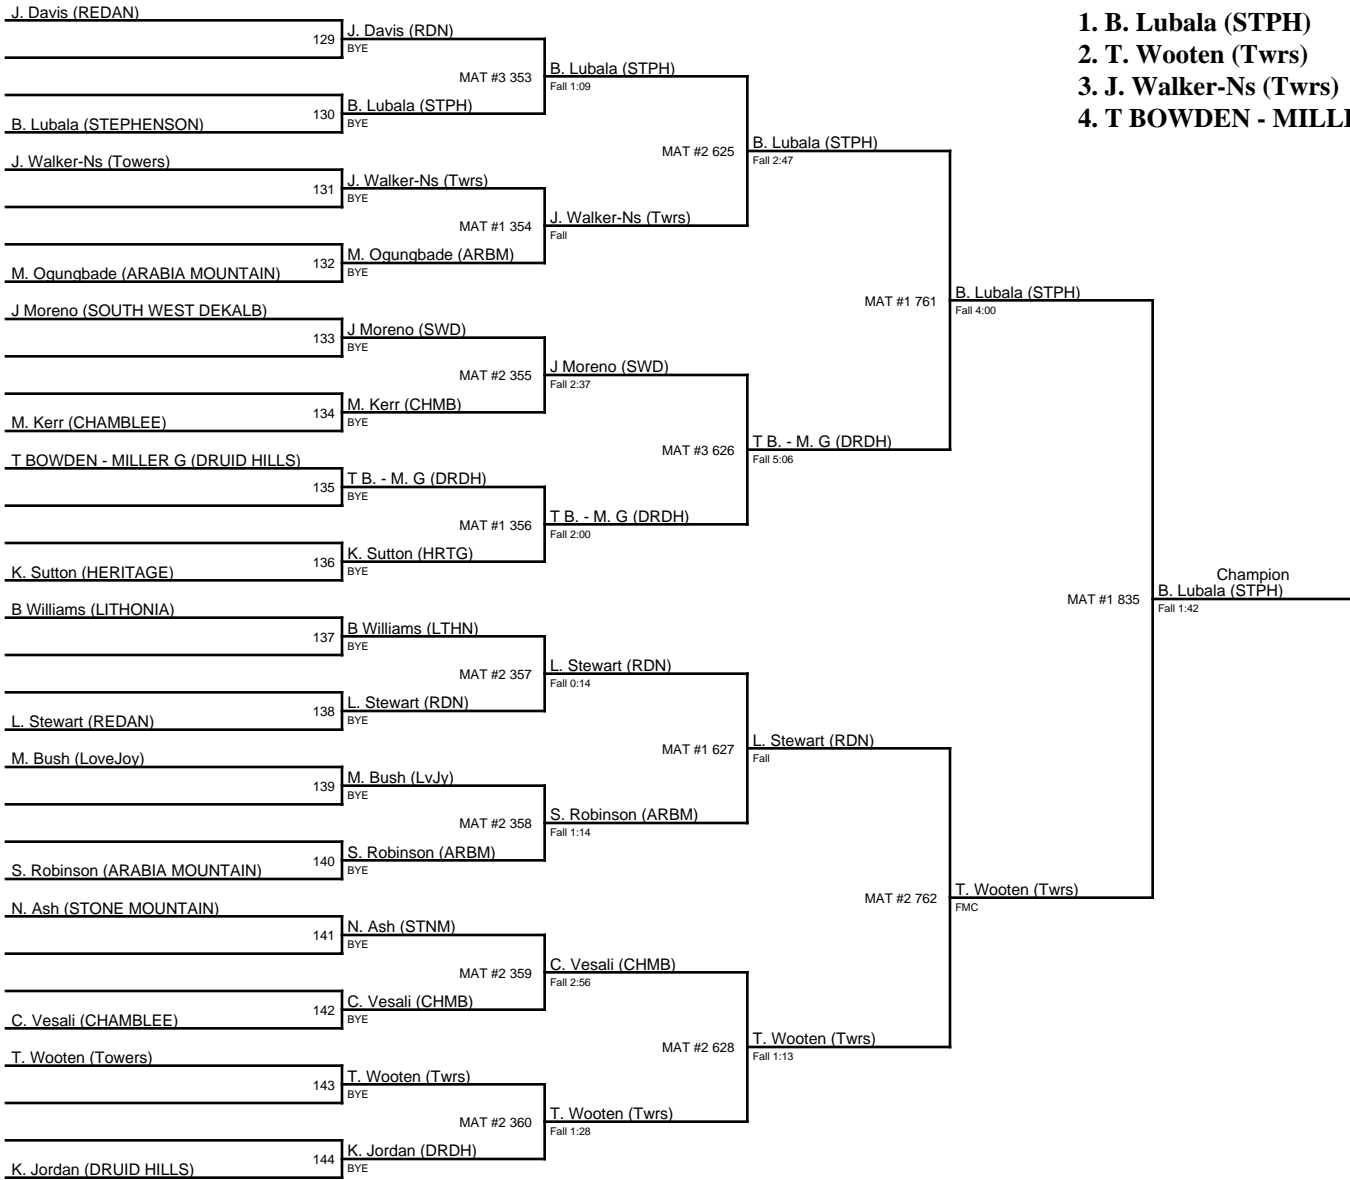 J. Davis (REDAN)
129
J. Davis (RDN)
BYE
MAT #3 353
B. Lubala (STPH)
Fall 1:09
B. Lubala (STEPHENSON)
130
B. Lubala (STPH)
BYE
MAT #2 625
B. Lubala (STPH)
Fall 2:47
J. Walker-Ns (Towers)
131
J. Walker-Ns (Twrs)
BYE
MAT #1 354
J. Walker-Ns (Twrs)
Fall
M. Ogungbade (ARABIA MOUNTAIN)
132
M. Ogungbade (ARBM)
BYE
MAT #1 761
B. Lubala (STPH)
Fall 4:00
J Moreno (SOUTH WEST DEKALB)
133
J Moreno (SWD)
BYE
MAT #2 355
J Moreno (SWD)
Fall 2:37
M. Kerr (CHAMBLEE)
134
M. Kerr (CHMB)
BYE
MAT #3 626
T B. - M. G (DRDH)
Fall 5:06
T BOWDEN - MILLER G (DRUID HILLS)
135
T B. - M. G (DRDH)
BYE
MAT #1 356
T B. - M. G (DRDH)
Fall 2:00
K. Sutton (HERITAGE)
136
K. Sutton (HRTG)
BYE
MAT #1 835
Champion
B. Lubala (STPH)
Fall 1:42
B Williams (LITHONIA)
137
B Williams (LTHN)
BYE
MAT #2 357
L. Stewart (RDN)
Fall 0:14
L. Stewart (REDAN)
138
L. Stewart (RDN)
BYE
MAT #1 627
L. Stewart (RDN)
Fall
M. Bush (LoveJoy)
139
M. Bush (LvJy)
BYE
MAT #2 358
S. Robinson (ARBM)
Fall 1:14
S. Robinson (ARABIA MOUNTAIN)
140
S. Robinson (ARBM)
BYE
MAT #2 762
T. Wooten (Twrs)
FMC
N. Ash (STONE MOUNTAIN)
141
N. Ash (STNM)
BYE
MAT #2 359
C. Vesali (CHMB)
Fall 2:56
C. Vesali (CHAMBLEE)
142
C. Vesali (CHMB)
BYE
MAT #2 628
T. Wooten (Twrs)
Fall 1:13
T. Wooten (Towers)
143
T. Wooten (Twrs)
BYE
MAT #2 360
T. Wooten (Twrs)
Fall 1:28
K. Jordan (DRUID HILLS)
144
K. Jordan (DRDH)
BYE
1. B. Lubala (STPH)
2. T. Wooten (Twrs)
3. J. Walker-Ns (Twrs)
4. T BOWDEN - MILL